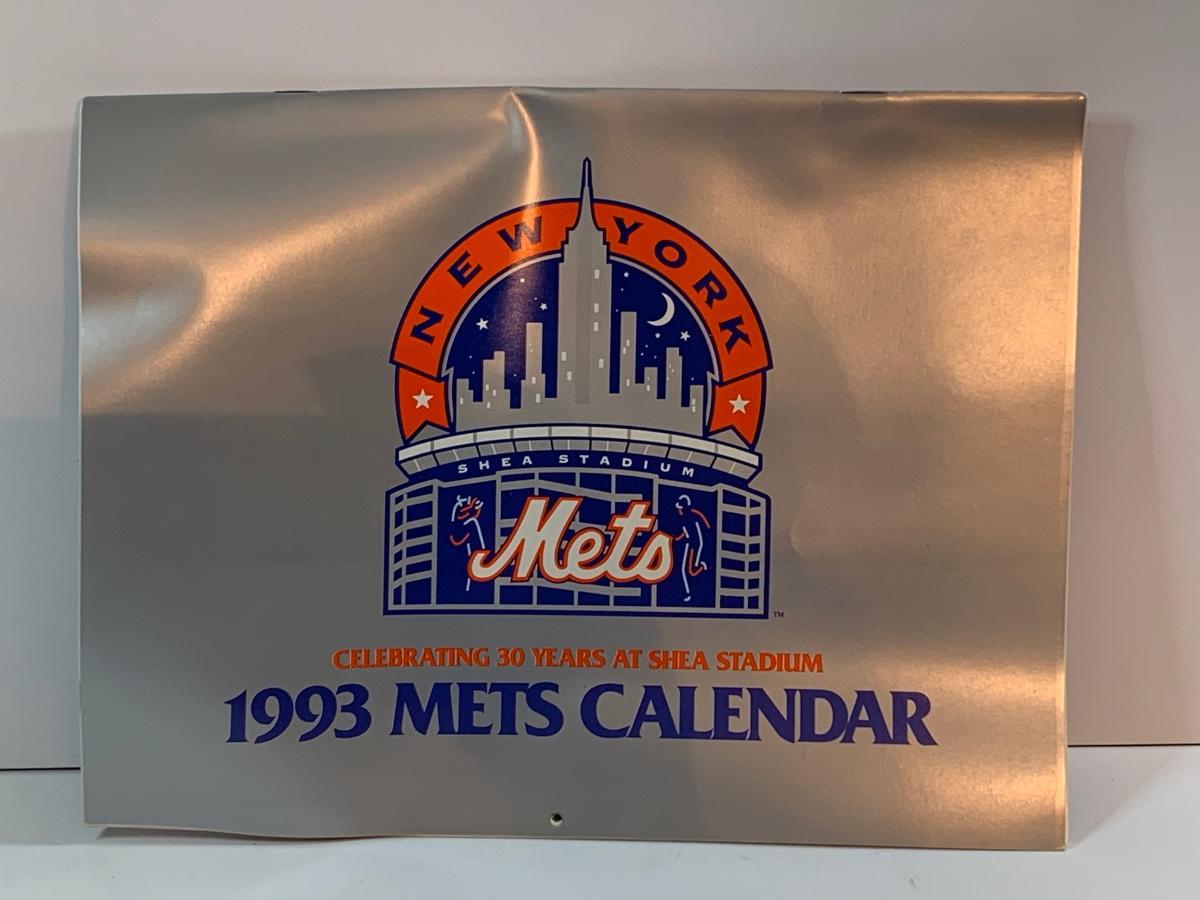 NEW YORK
SHEA STADIUM
Mets
TM
CELEBRATING 30 YEARS AT SHEA STADIUM
1993 METS CALENDAR